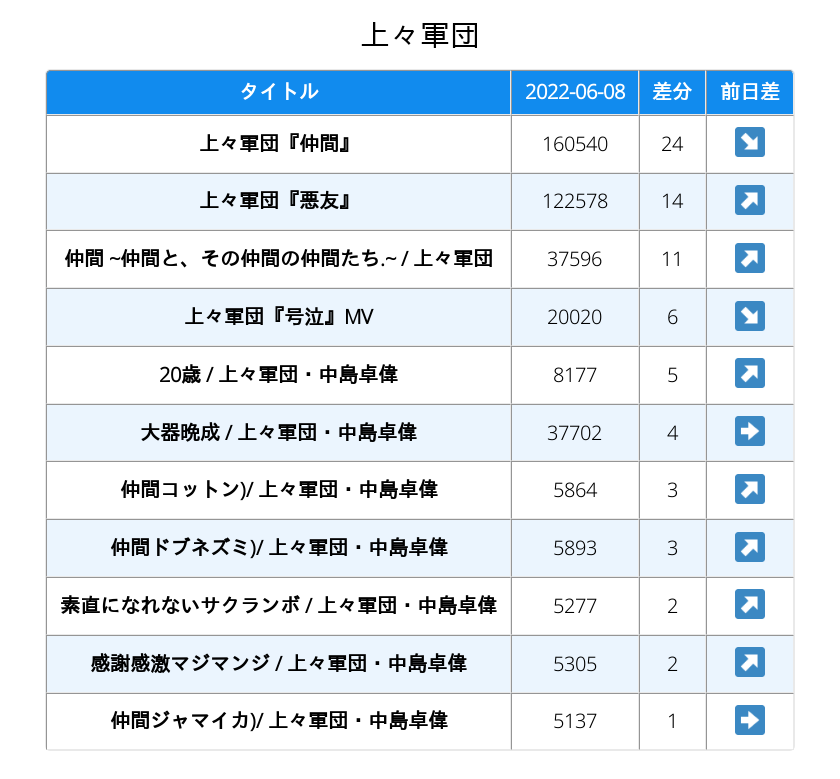 上々軍団
タイトル 2022-06-08 差分 前日差
上々軍団『仲間』 160540 24 ↘
上々軍団『悪友』 122578 14 ↗
仲間 ~仲間と、その仲間の仲間たち.~ / 上々軍団 37596 11 ↗
上々軍団『号泣』MV 20020 6 ↘
20歳 / 上々軍団・中島卓偉 8177 5 ↗
大器晩成 / 上々軍団・中島卓偉 37702 4 ➡
仲間コットン)/ 上々軍団・中島卓偉 5864 3 ↗
仲間ドブネズミ)/ 上々軍団・中島卓偉 5893 3 ↗
素直になれないサクランボ / 上々軍団・中島卓偉 5277 2 ↗
感謝感激マジマンジ / 上々軍団・中島卓偉 5305 2 ↗
仲間ジャマイカ)/ 上々軍団・中島卓偉 5137 1 ➡